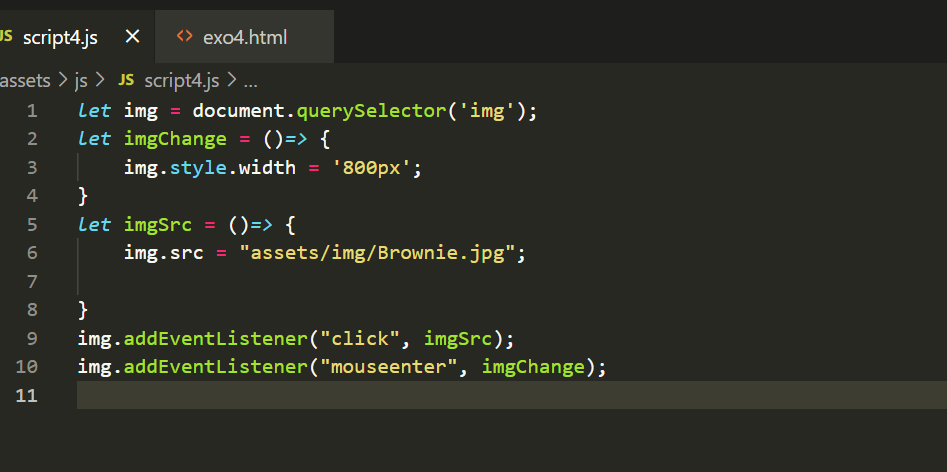 JS script4.js × <> exo4.html
assets > js > JS script4.js > ...
1 let img = document.querySelector('img');
2 let imgChange = ()=> {
3 img.style.width = '800px';
4 }
5 let imgSrc = ()=> {
6 img.src = "assets/img/Brownie.jpg";
7
8 }
9 img.addEventListener("click", imgSrc);
10 img.addEventListener("mouseenter", imgChange);
11